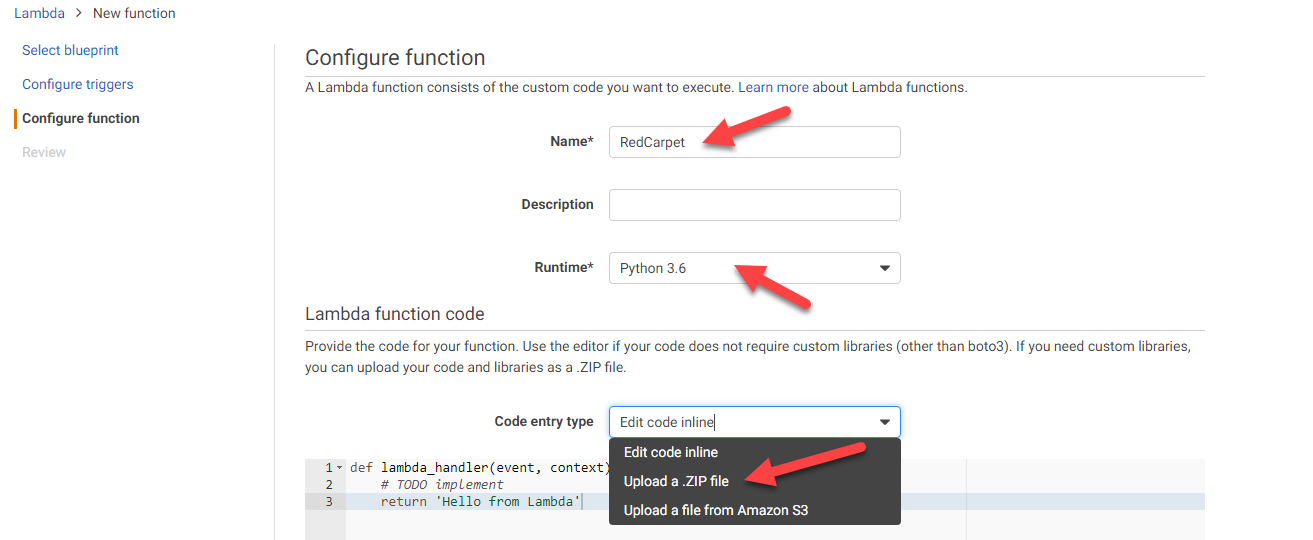 Lambda > New function
Select blueprint
Configure triggers
Configure function
Review
Configure function
A Lambda function consists of the custom code you want to execute. Learn more about Lambda functions.
Name* RedCarpet
Description
Runtime* Python 3.6
Lambda function code
Provide the code for your function. Use the editor if your code does not require custom libraries (other than boto3). If you need custom libraries,
you can upload your code and libraries as a .ZIP file.
Code entry type Edit code inline
Edit code inline
Upload a .ZIP file
Upload a file from Amazon S3
1 def lambda_handler(event, context)
2 # TODO implement
3 return 'Hello from Lambda'